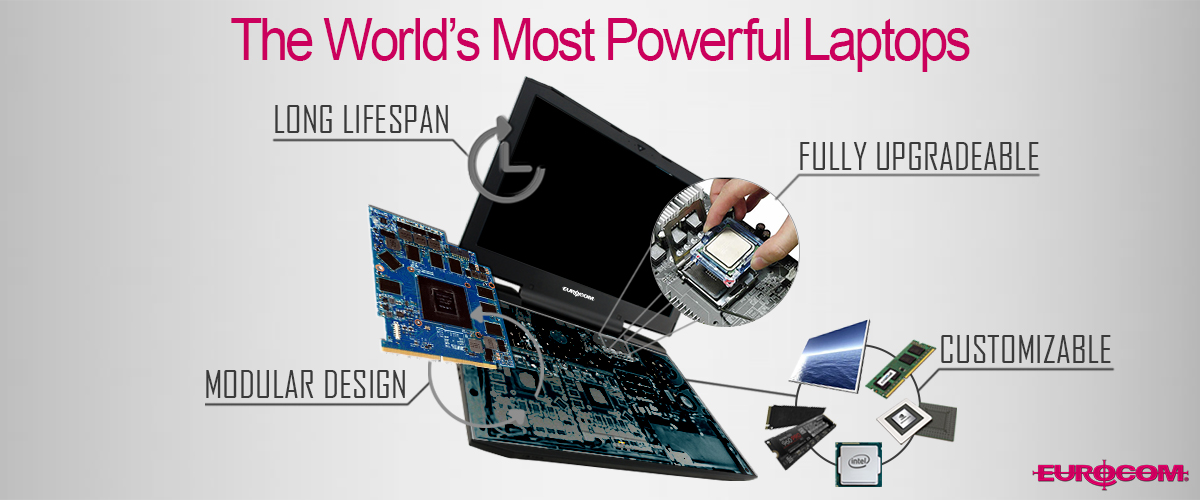 The World's Most Powerful Laptops
LONG LIFESPAN
FULLY UPGRADEABLE
EUROCOM
CUSTOMIZABLE
MODULAR DESIGN
intel
EUROCOM®